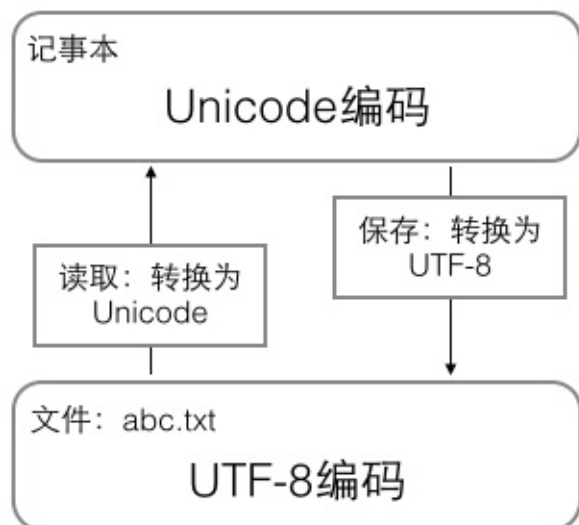 记事本
Unicode编码
读取：转换为
Unicode
保存：转换为
UTF-8
文件：abc.txt
UTF-8编码